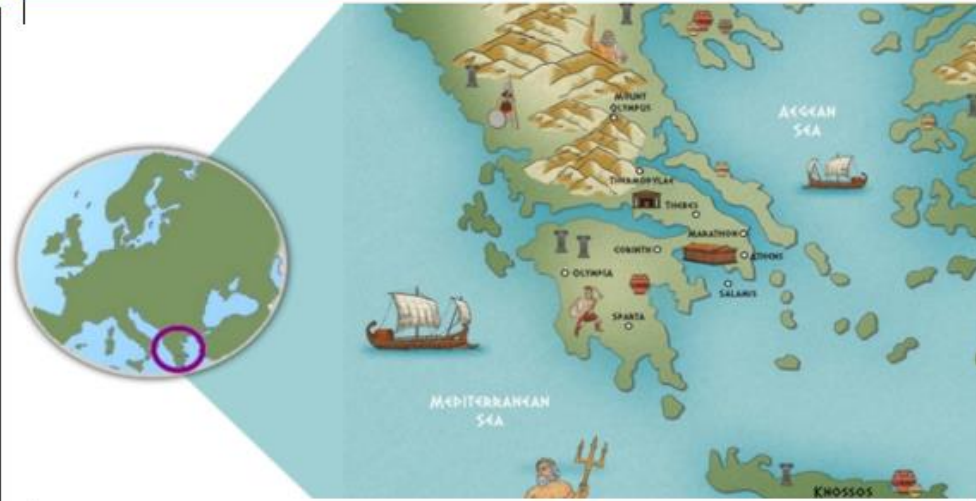 MOUNT
OLYMPUS
AEGEAN
SEA
THERMOPYLAE
THEBES
MARATHON
CORINTH
ATHENS
OLYMPIA
SALAMIS
SPARTA
MEDITERRANEAN
SEA
KNOSSOS